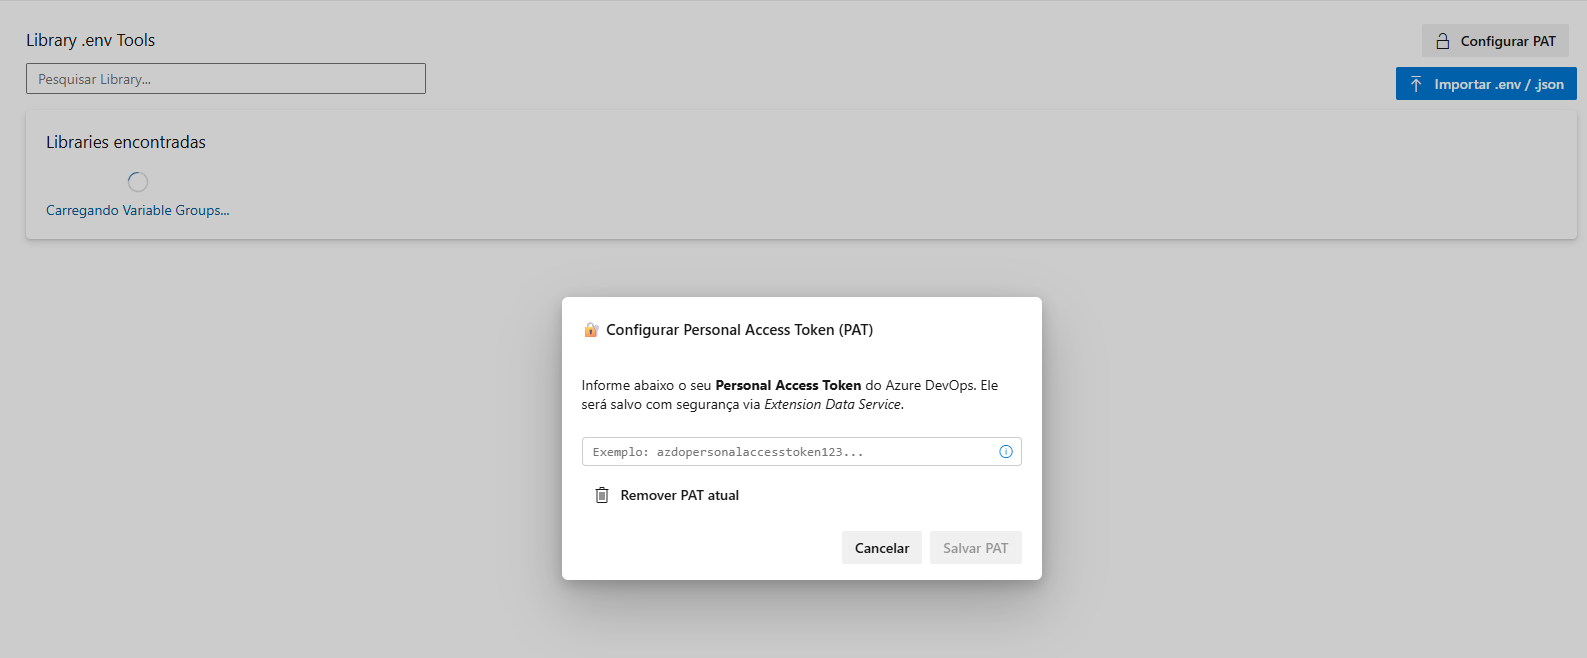 Library .env Tools
Configurar PAT
Pesquisar Library...
Importar .env / .json
Libraries encontradas
Carregando Variable Groups...
Configurar Personal Access Token (PAT)
Informe abaixo o seu Personal Access Token do Azure DevOps. Ele
será salvo com segurança via Extension Data Service.
Exemplo: azdopersonalaccesstoken123...
Remover PAT atual
Cancelar
Salvar PAT